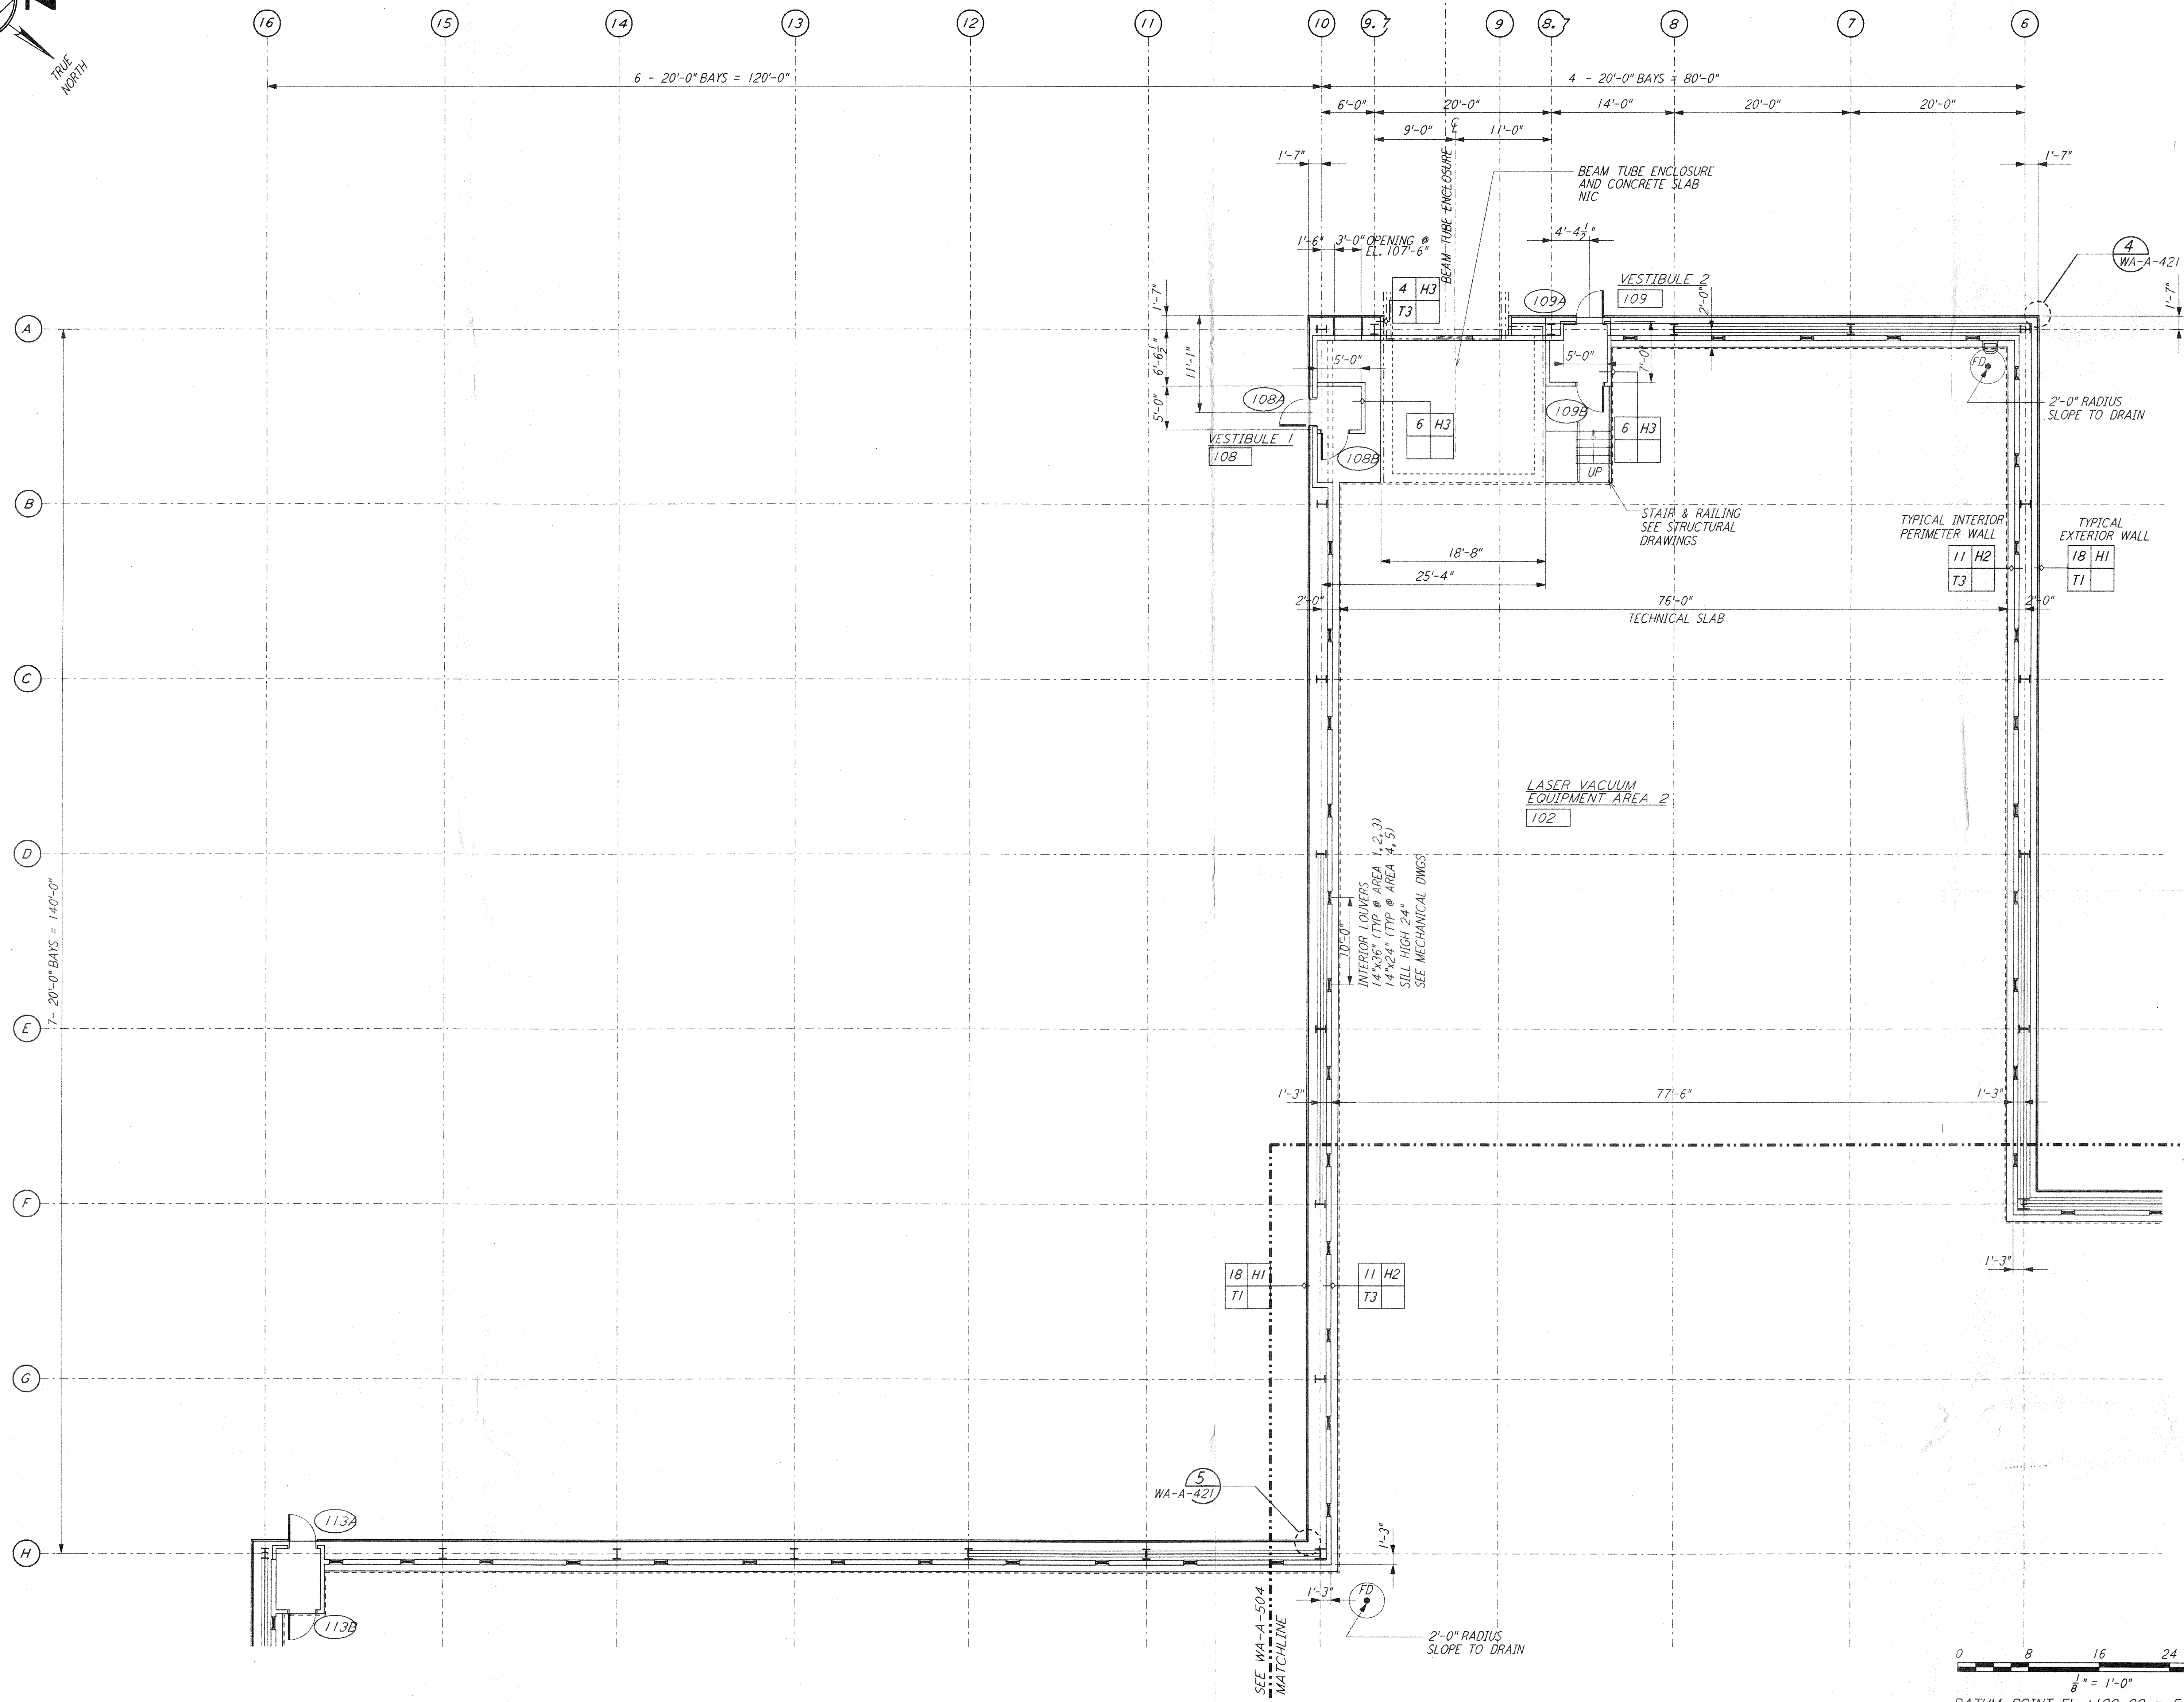 TRUE
NORTH
16
15
14
13
12
11
10
9.7
9
8.7
8
7
6
6 - 20'-0" BAYS = 120'-0"
4 - 20'-0" BAYS = 80'-0"
6'-0"
20'-0"
14'-0"
20'-0"
20'-0"
9'-0"
℄
11'-0"
1'-7"
1'-7"
BEAM TUBE ENCLOSURE
BEAM TUBE ENCLOSURE
AND CONCRETE SLAB
NIC
1'-6"
3'-0" OPENING @
EL. 107'-6"
4'-4½"
4
WA-A-421
4 H3
T3
109A
VESTIBULE 2
109
2'-0"
1'-7"
1'-7"
A
6'-6½"
11'-1"
5'-0"
5'-0"
5'-0"
7'-0"
FD
2'-0" RADIUS
SLOPE TO DRAIN
108A
VESTIBULE 1
108
108B
6 H3
109B
6 H3
UP
B
STAIR & RAILING
SEE STRUCTURAL
DRAWINGS
TYPICAL INTERIOR
PERIMETER WALL
11 H2
T3
TYPICAL
EXTERIOR WALL
18 H1
T1
18'-8"
25'-4"
2'-0"
76'-0"
2'-0"
TECHNICAL SLAB
C
LASER VACUUM
EQUIPMENT AREA 2
102
D
7- 20'-0" BAYS = 140'-0"
10'-0"
INTERIOR LOUVERS
14"x36" (TYP @ AREA 1,2,3)
14"x24" (TYP @ AREA 4,5)
SILL HIGH 24"
SEE MECHANICAL DWGS
E
1'-3"
77'-6"
1'-3"
F
1'-3"
18 H1
T1
11 H2
T3
G
5
WA-A-421
113A
H
1'-3"
1'-3"
FD
113B
2'-0" RADIUS
SLOPE TO DRAIN
SEE WA-A-504
MATCHLINE
0 8 16 24
⅛" = 1'-0"